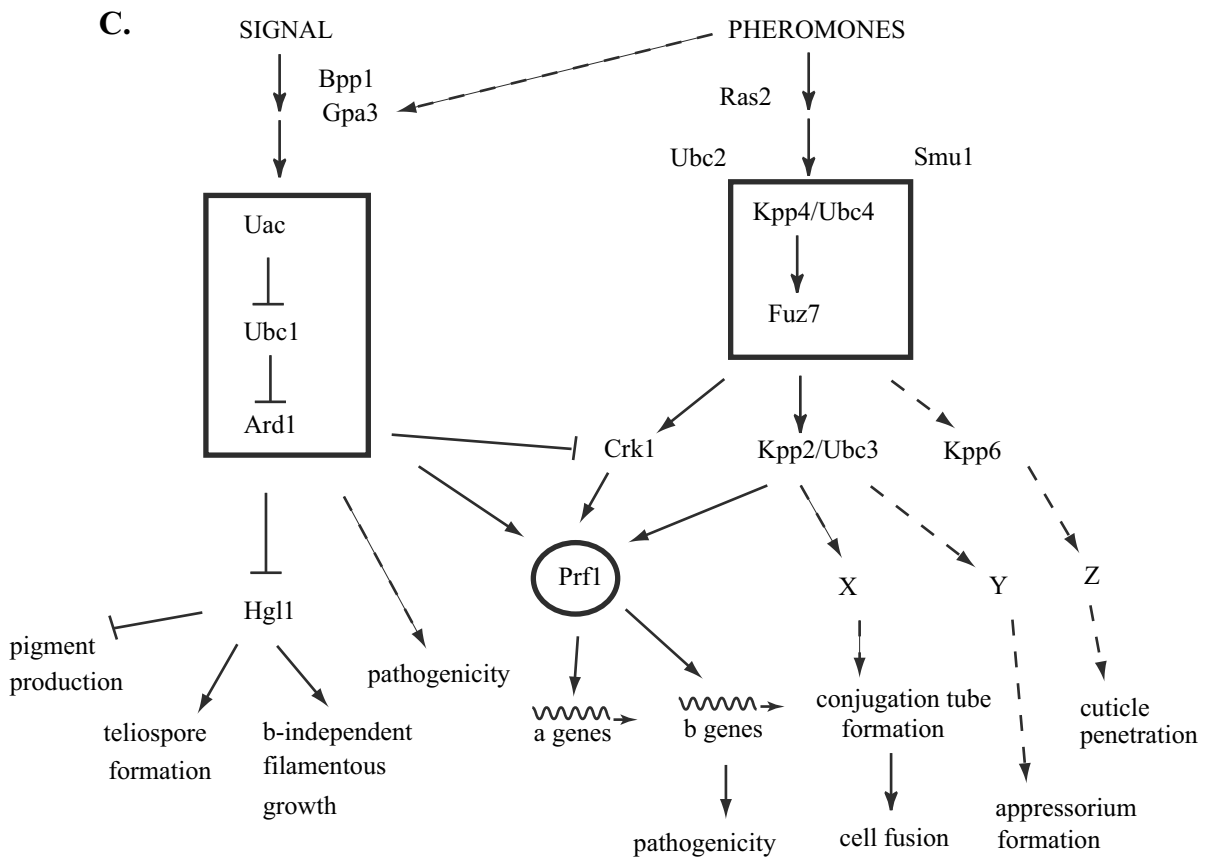 C.
SIGNAL
PHEROMONES
Bpp1
Gpa3
Ras2
Ubc2
Smu1
Uac
Kpp4/Ubc4
Fuz7
Ubc1
Ard1
Crk1
Kpp2/Ubc3
Kpp6
Prf1
X
Y
Z
Hgl1
pigment
production
pathogenicity
teliospore
formation
b-independent
filamentous
growth
a genes
b genes
conjugation tube
formation
cuticle
penetration
pathogenicity
cell fusion
appressorium
formation